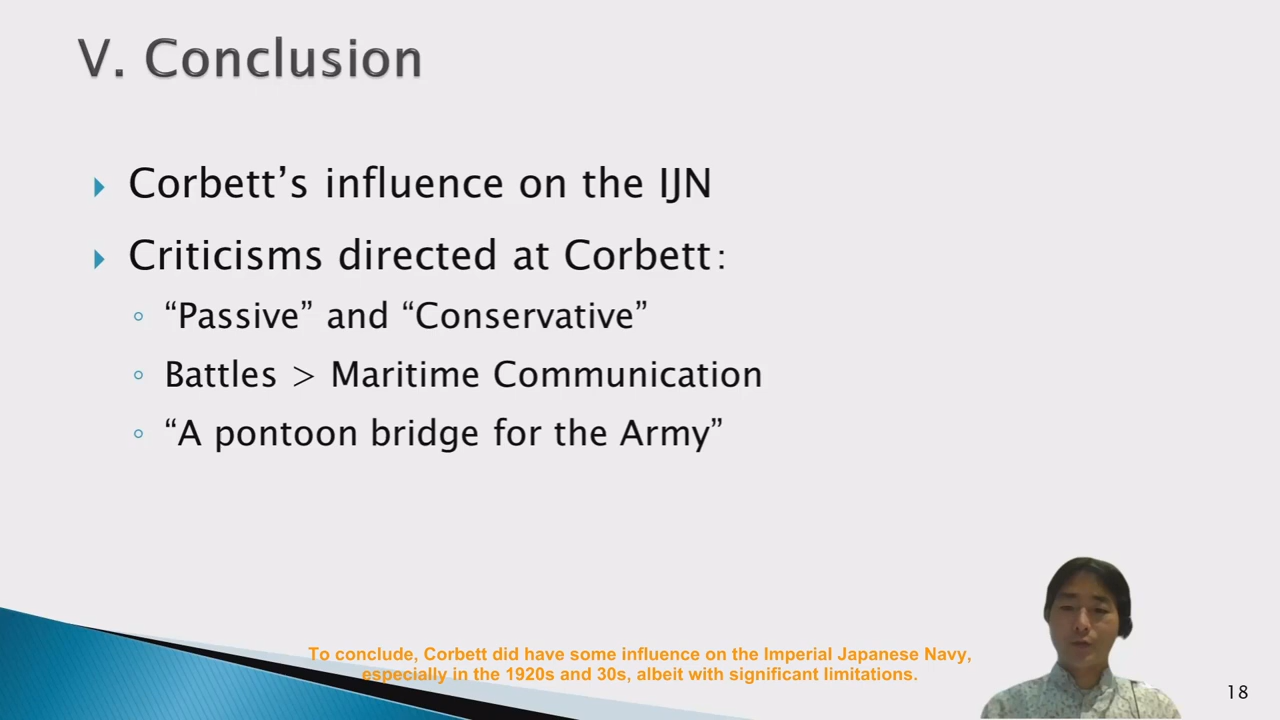 V. Conclusion
Corbett’s influence on the IJN
Criticisms directed at Corbett:
“Passive” and “Conservative”
Battles > Maritime Communication
“A pontoon bridge for the Army”
To conclude, Corbett did have some influence on the Imperial Japanese Navy,
especially in the 1920s and 30s, albeit with significant limitations.
18